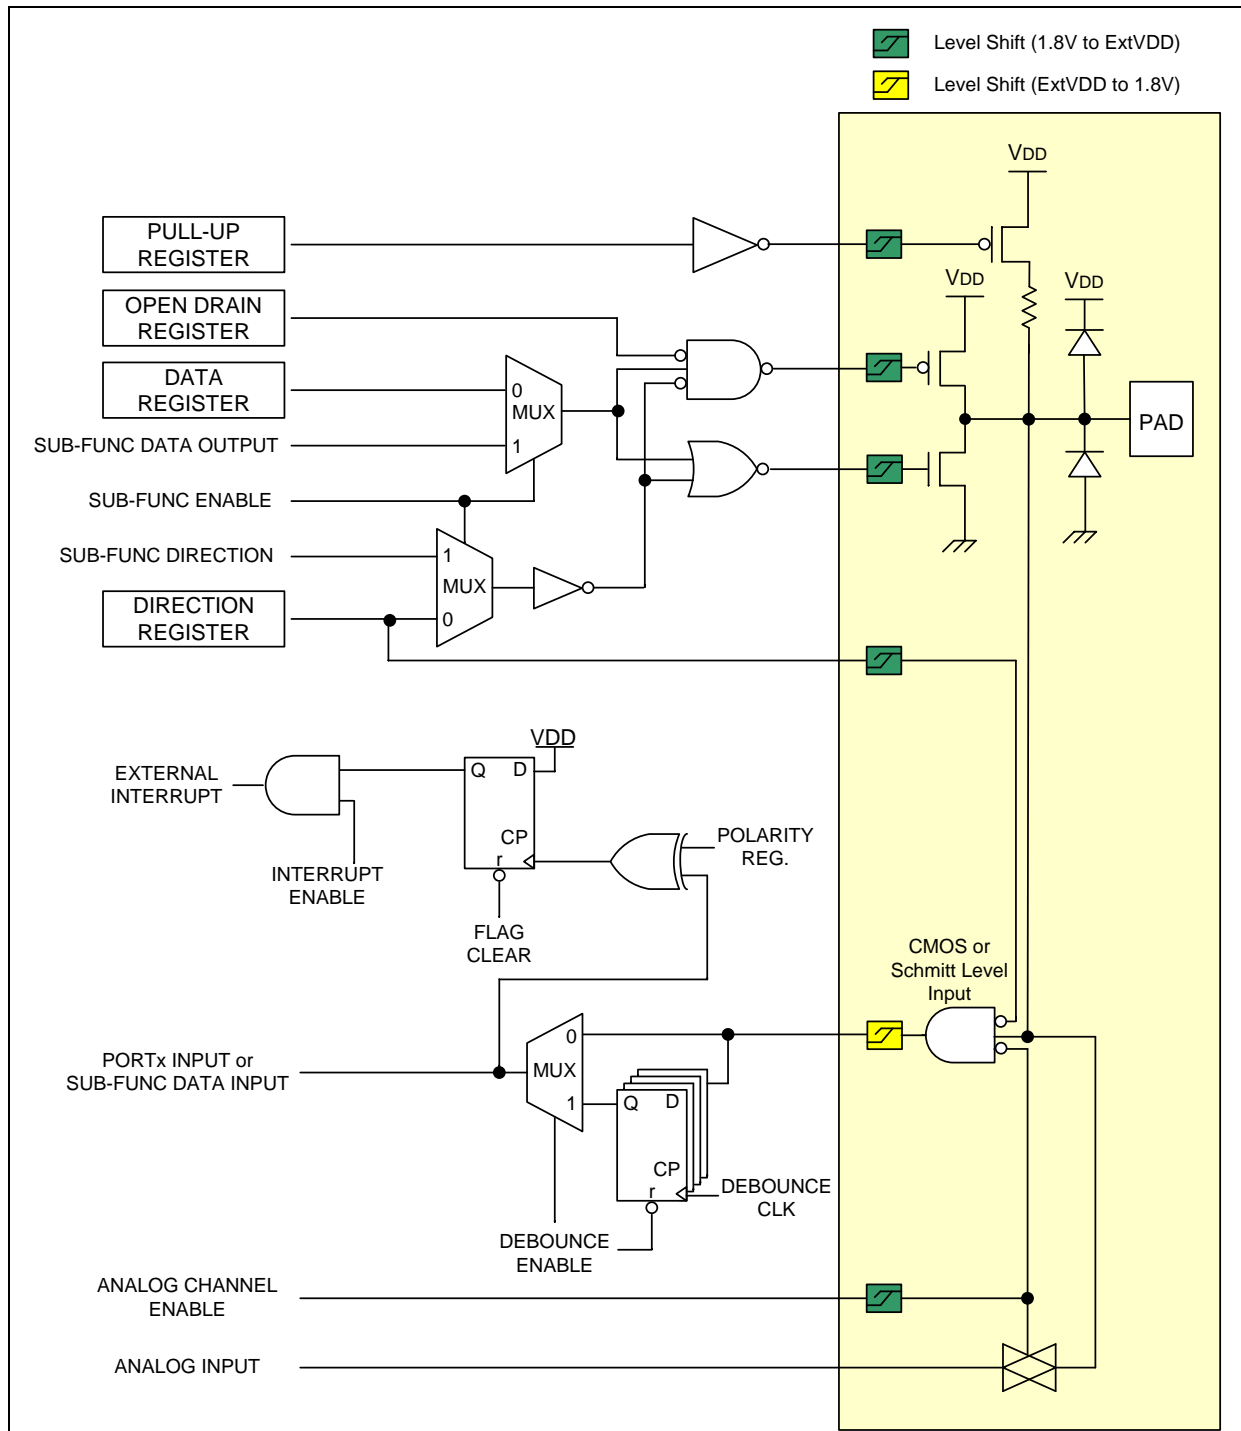 Level Shift (1.8V to ExtVDD)
Level Shift (ExtVDD to 1.8V)
VDD
PULL-UP
REGISTER
VDD
VDD
OPEN DRAIN
REGISTER
DATA
REGISTER
0
MUX
1
PAD
SUB-FUNC DATA OUTPUT
SUB-FUNC ENABLE
SUB-FUNC DIRECTION
1
MUX
0
DIRECTION
REGISTER
VDD
EXTERNAL
INTERRUPT
Q
D
CP
r
POLARITY
REG.
INTERRUPT
ENABLE
FLAG
CLEAR
CMOS or
Schmitt Level
Input
0
MUX
1
PORTx INPUT or
SUB-FUNC DATA INPUT
Q
D
CP
r
DEBOUNCE
CLK
DEBOUNCE
ENABLE
ANALOG CHANNEL
ENABLE
ANALOG INPUT